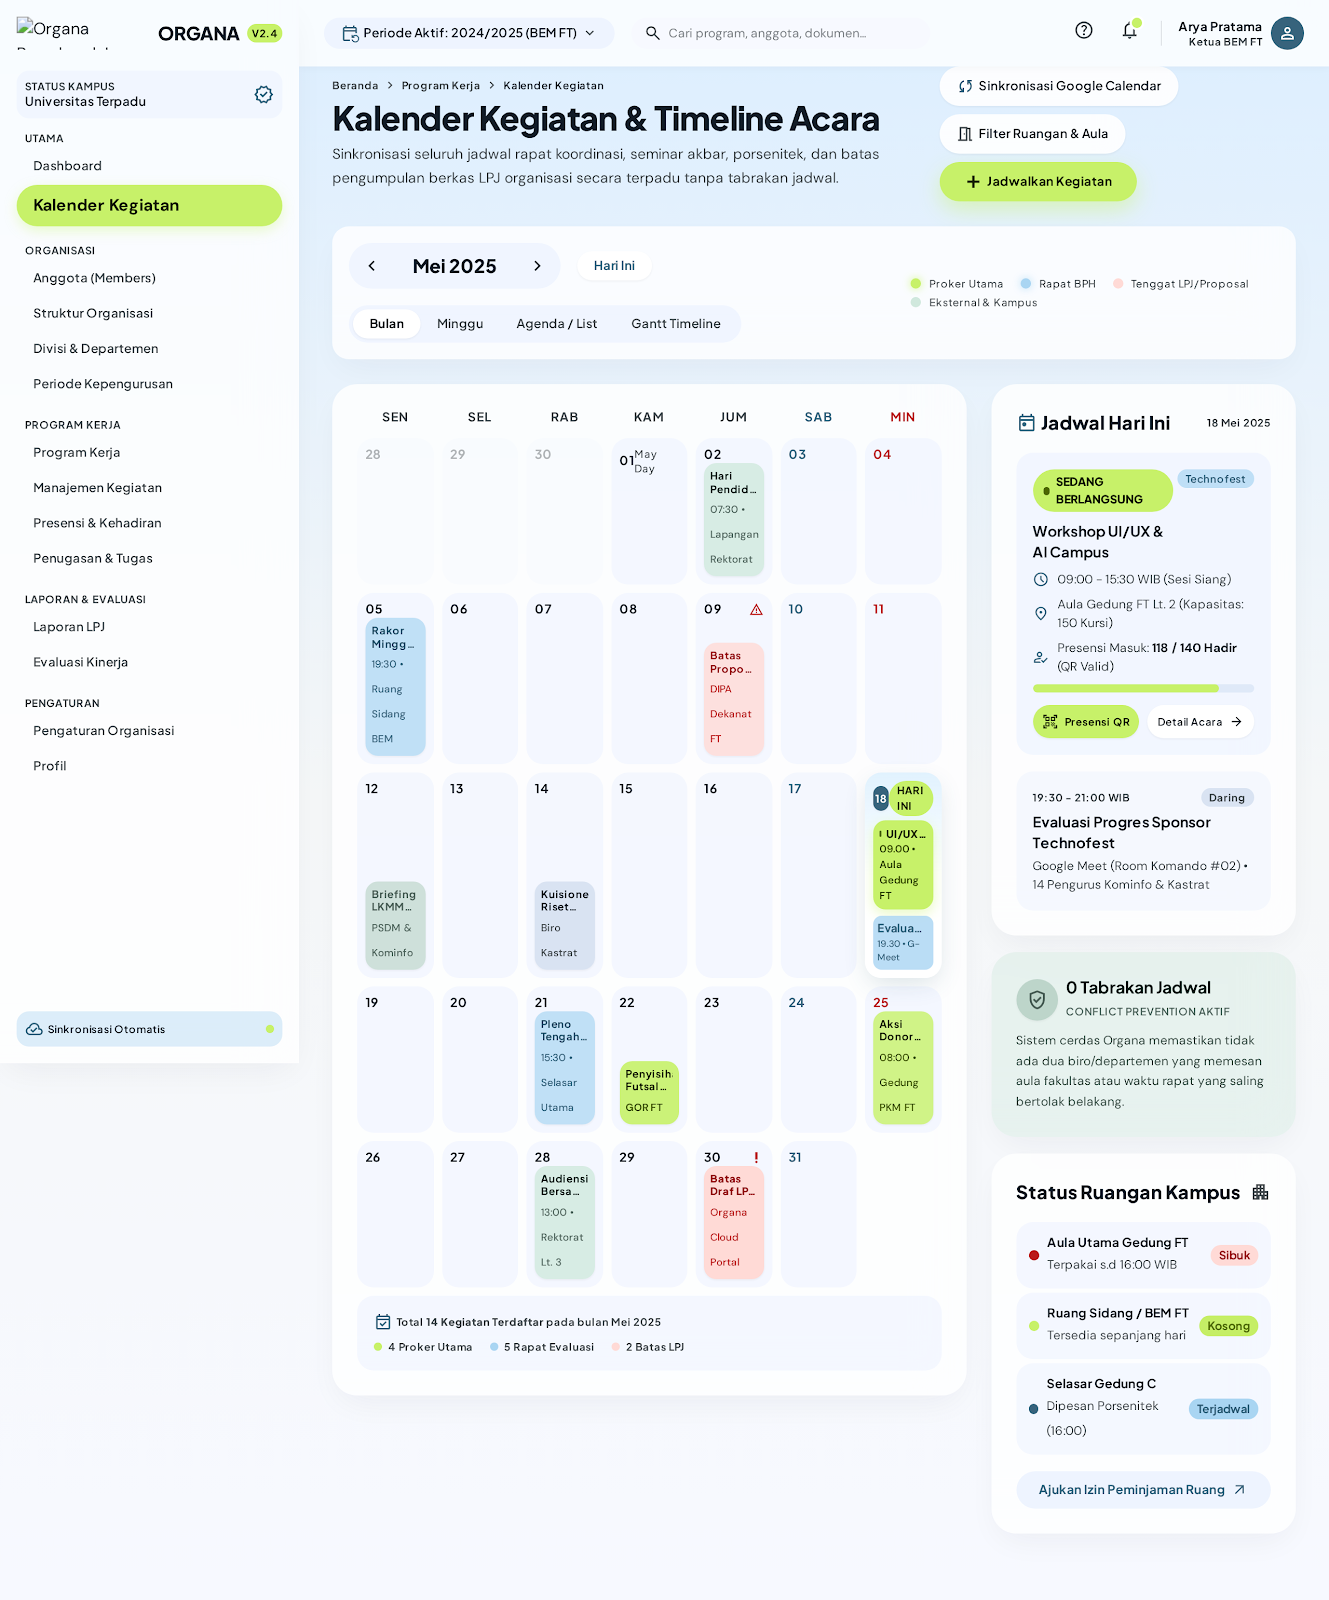 Organa
ORGANA
V2.4
STATUS KAMPUS
Universitas Terpadu
UTAMA
Dashboard
Kalender Kegiatan
ORGANISASI
Anggota (Members)
Struktur Organisasi
Divisi & Departemen
Periode Kepengurusan
PROGRAM KERJA
Program Kerja
Manajemen Kegiatan
Presensi & Kehadiran
Penugasan & Tugas
LAPORAN & EVALUASI
Laporan LPJ
Evaluasi Kinerja
PENGATURAN
Pengaturan Organisasi
Profil
Sinkronisasi Otomatis
Periode Aktif: 2024/2025 (BEM FT)
Cari program, anggota, dokumen...
Arya Pratama
Ketua BEM FT
Beranda > Program Kerja > Kalender Kegiatan
Kalender Kegiatan & Timeline Acara
Sinkronisasi seluruh jadwal rapat koordinasi, seminar akbar, porsenitek, dan batas
pengumpulan berkas LPJ organisasi secara terpadu tanpa tabrakan jadwal.
Sinkronisasi Google Calendar
Filter Ruangan & Aula
+ Jadwalkan Kegiatan
Mei 2025
Hari Ini
Bulan
Minggu
Agenda / List
Gantt Timeline
Proker Utama
Rapat BPH
Tenggat LPJ/Proposal
Eksternal & Kampus
SEN SEL RAB KAM JUM SAB MIN
28 29 30 01 May
Day
02 03 04
Hari
Pendid...
07:30 •
Lapangan
Rektorat
05 06 07 08 09 10 11
Rakor
Mingg...
19:30 •
Ruang
Sidang
BEM
Batas
Propo...
DIPA
Dekanat
FT
12 13 14 15 16 17 18
HARI
INI
Briefing
LKMM...
PSDM &
Kominfo
Kuisione
Riset...
Biro
Kastrat
UI/UX...
09.00 •
Aula
Gedung
FT
Evalua...
19.30 • G-
Meet
19 20 21 22 23 24 25
Pleno
Tengah...
15:30 •
Selasar
Utama
Penyisih
Futsal...
GOR FT
Aksi
Donor...
08:00 •
Gedung
PKM FT
26 27 28 29 30 ! 31
Audiensi
Bersa...
13:00 •
Rektorat
Lt. 3
Batas
Draf LP...
Organa
Cloud
Portal
Total 14 Kegiatan Terdaftar pada bulan Mei 2025
4 Proker Utama
5 Rapat Evaluasi
2 Batas LPJ
Jadwal Hari Ini
18 Mei 2025
SEDANG
BERLANGSUNG
Technofest
Workshop UI/UX &
AI Campus
09:00 - 15:30 WIB (Sesi Siang)
Aula Gedung FT Lt. 2 (Kapasitas:
150 Kursi)
Presensi Masuk: 118 / 140 Hadir
(QR Valid)
Presensi QR
Detail Acara
19:30 - 21:00 WIB
Daring
Evaluasi Progres Sponsor
Technofest
Google Meet (Room Komando #02) •
14 Pengurus Kominfo & Kastrat
0 Tabrakan Jadwal
CONFLICT PREVENTION AKTIF
Sistem cerdas Organa memastikan tidak
ada dua biro/departemen yang memesan
aula fakultas atau waktu rapat yang saling
bertolak belakang.
Status Ruangan Kampus
Aula Utama Gedung FT
Terpakai s.d 16:00 WIB
Sibuk
Ruang Sidang / BEM FT
Tersedia sepanjang hari
Kosong
Selasar Gedung C
Dipesan Porsenitek
(16:00)
Terjadwal
Ajukan Izin Peminjaman Ruang